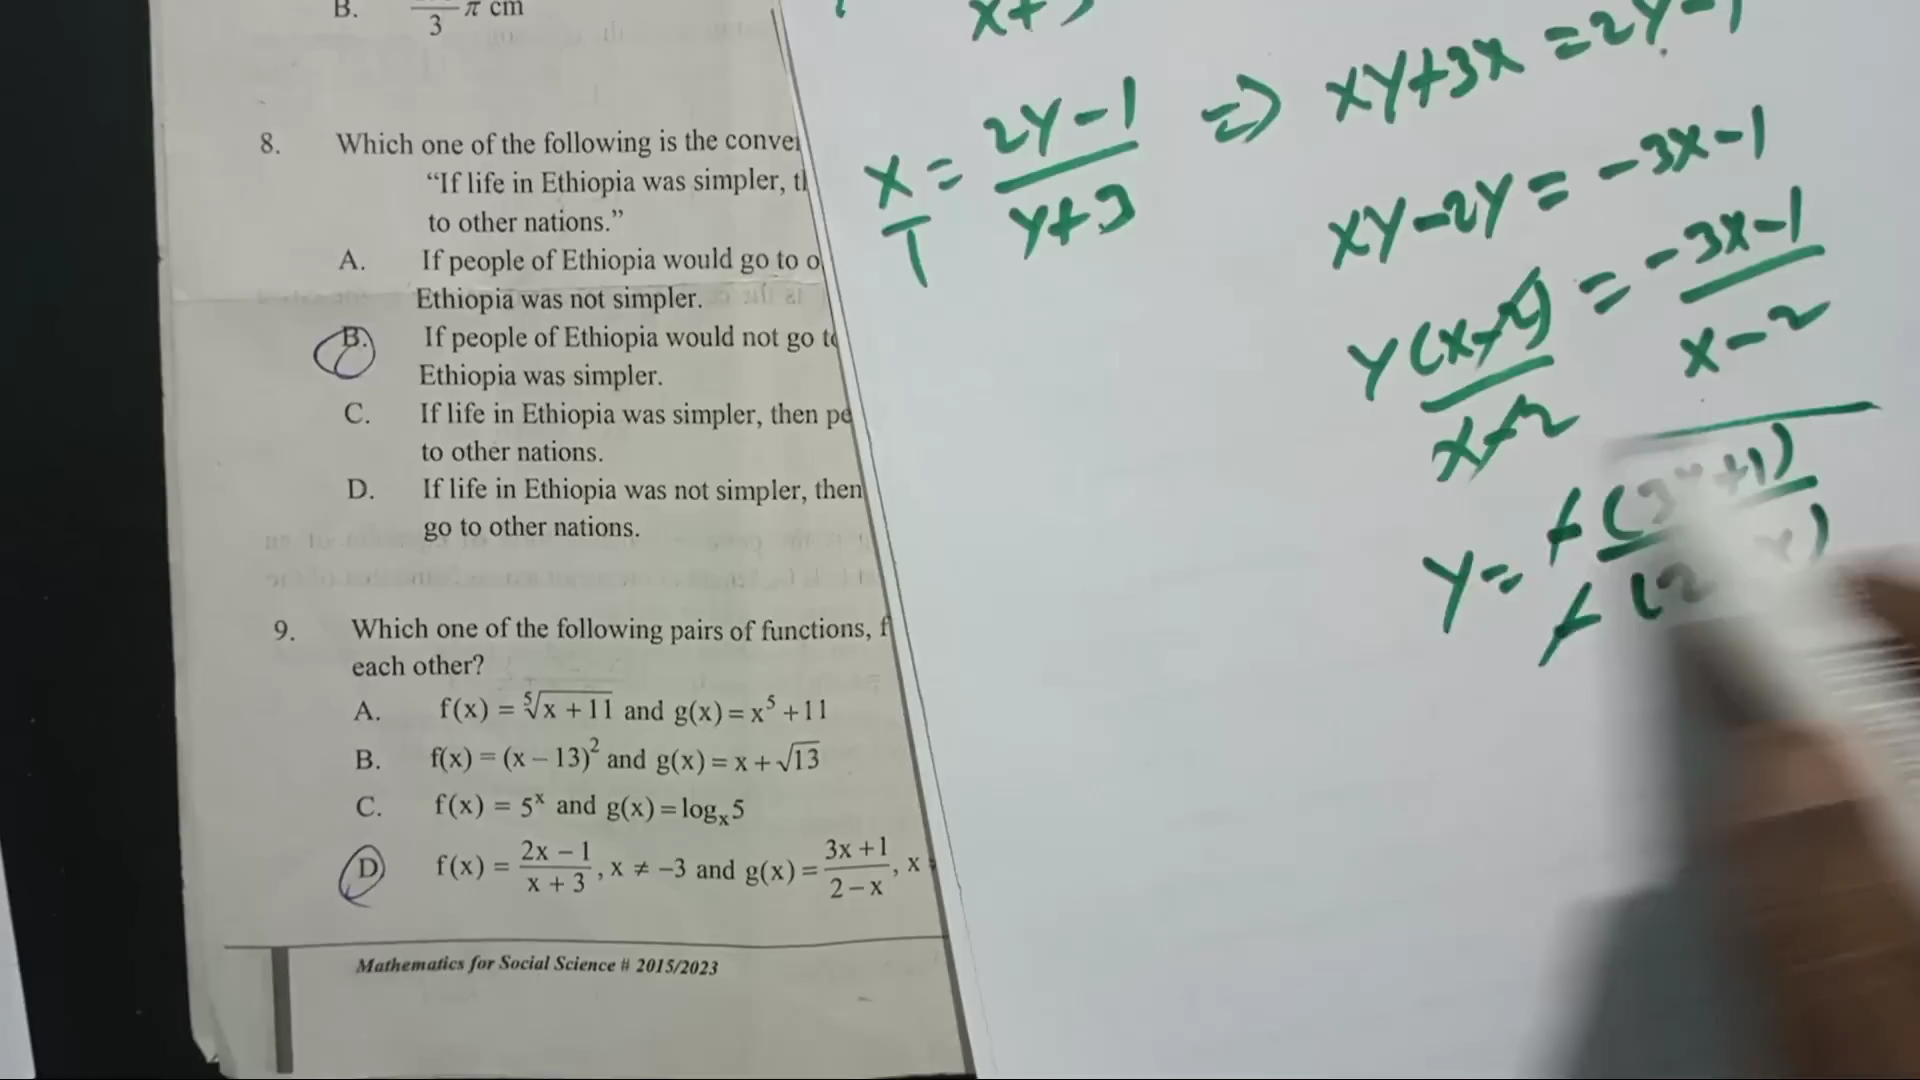 B. 3 π cm
8. Which one of the following is the conver
“If life in Ethiopia was simpler, th
to other nations.”
A. If people of Ethiopia would go to o
Ethiopia was not simpler.
B. If people of Ethiopia would not go to
Ethiopia was simpler.
C. If life in Ethiopia was simpler, then pe
to other nations.
D. If life in Ethiopia was not simpler, then
go to other nations.
9. Which one of the following pairs of functions, f
each other?
A. f(x) = ⁵√(x + 11) and g(x) = x⁵ + 11
B. f(x) = (x – 13)² and g(x) = x + √13
C. f(x) = 5ˣ and g(x) = logₓ5
D f(x) = (2x – 1)/(x + 3), x ≠ –3 and g(x) = (3x + 1)/(2 – x), x
Mathematics for Social Science # 2015/2023
x+3
x/1 = (2y-1)/(y+3) ⇒ xy+3x = 2y-1
xy-2y = -3x-1
y(x-2)/(x-2) = (-3x-1)/(x-2)
y =